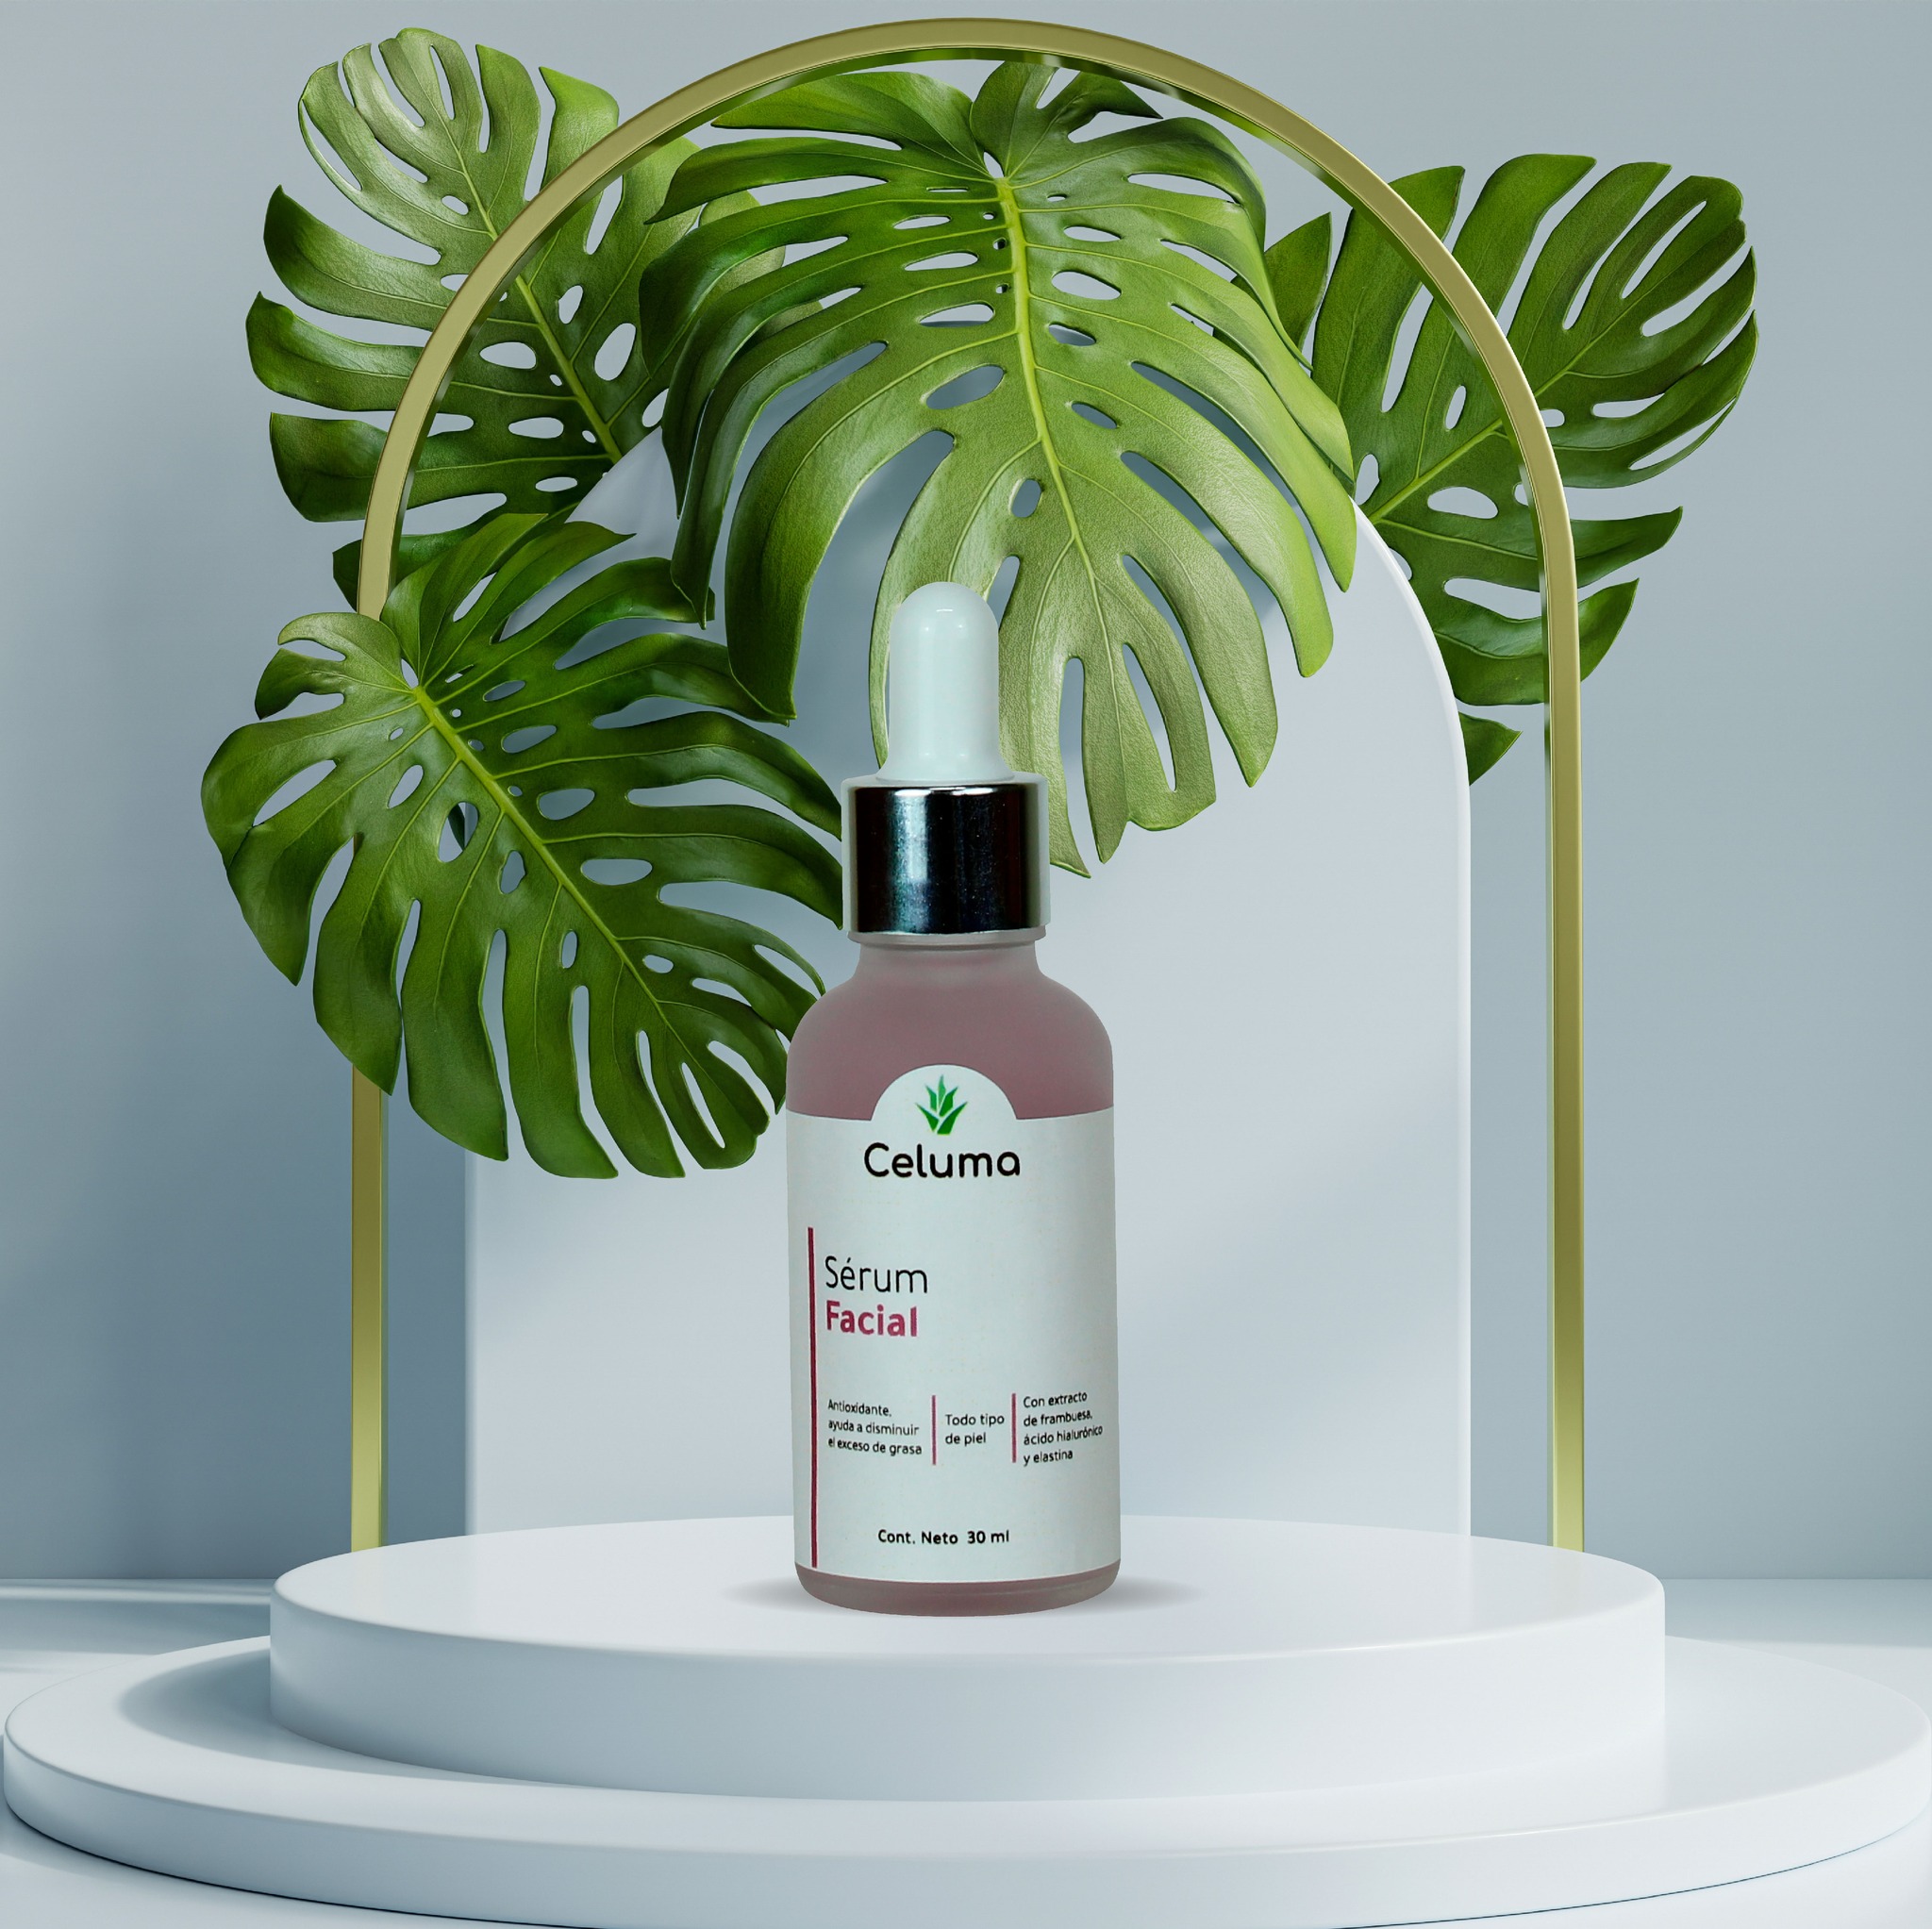 Celuma
Sérum
Facial
Antioxidante,
ayuda a disminuir
el exceso de grasa
Todo tipo
de piel
Con extracto
de frambuesa,
ácido hialurónico
y elastina
Cont. Neto 30 ml